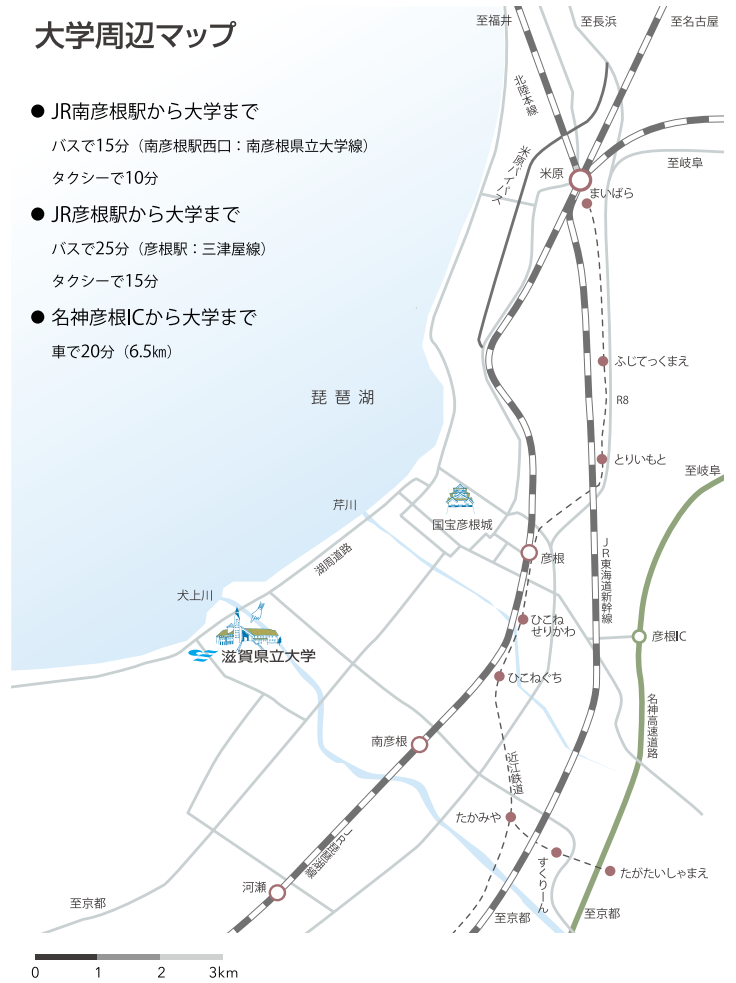 大学周辺マップ
● JR南彦根駅から大学まで
バスで15分（南彦根駅西口：南彦根県立大学線）
タクシーで10分
● JR彦根駅から大学まで
バスで25分（彦根駅：三津屋線）
タクシーで15分
● 名神彦根ICから大学まで
車で20分（6.5㎞）
至福井
至長浜
至名古屋
北陸本線
米原バイパス
米原
まいばら
至岐阜
ふじてっくまえ
R8
琵琶湖
とりいもと
至岐阜
芹川
国宝彦根城
湖周道路
彦根
JR東海道新幹線
犬上川
ひこね
せりかわ
彦根IC
滋賀県立大学
ひこねぐち
名神高速道路
南彦根
近江鉄道
たかみや
JR琵琶湖線
すくりーん
たがたいしゃまえ
河瀬
至京都
至京都
至京都
0 1 2 3km